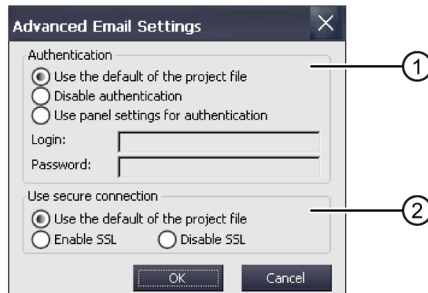 Advanced Email Settings
Authentication
1
Use the default of the project file
Disable authentication
Use panel settings for authentication
Login:
Password:
Use secure connection
2
Use the default of the project file
Enable SSL Disable SSL
OK Cancel